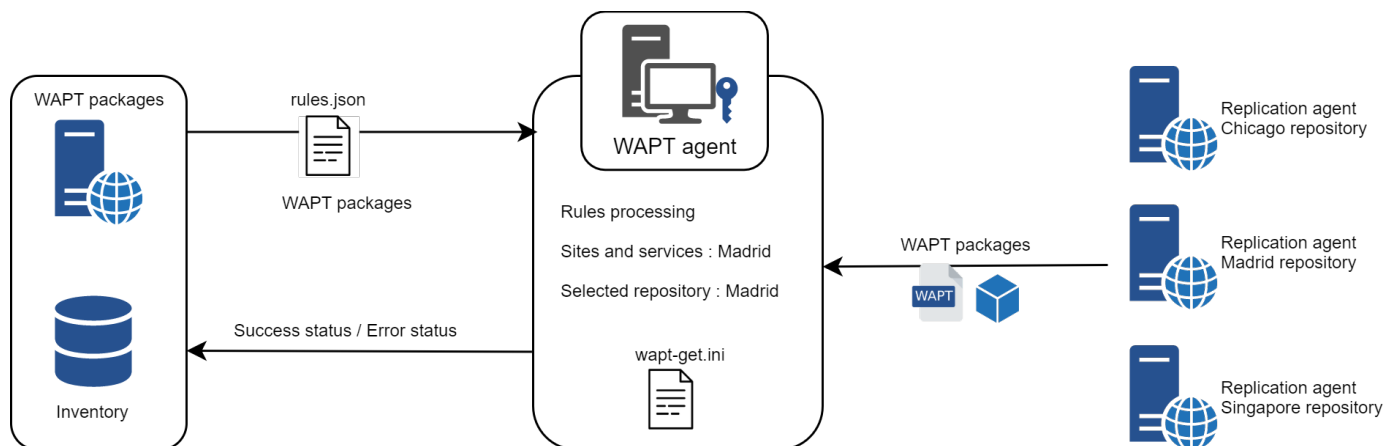 WAPT packages
Inventory
rules.json
WAPT packages
Success status / Error status
WAPT agent
Rules processing
Sites and services : Madrid
Selected repository : Madrid
wapt-get.ini
WAPT packages
WAPT
Replication agent
Chicago repository
Replication agent
Madrid repository
Replication agent
Singapore repository